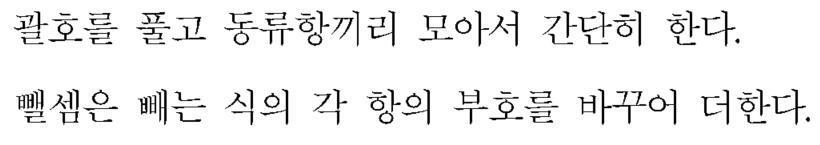 괄호를 풀고 동류항끼리 모아서 간단히 한다.
뺄셈은 빼는 식의 각 항의 부호를 바꾸어 더한다.